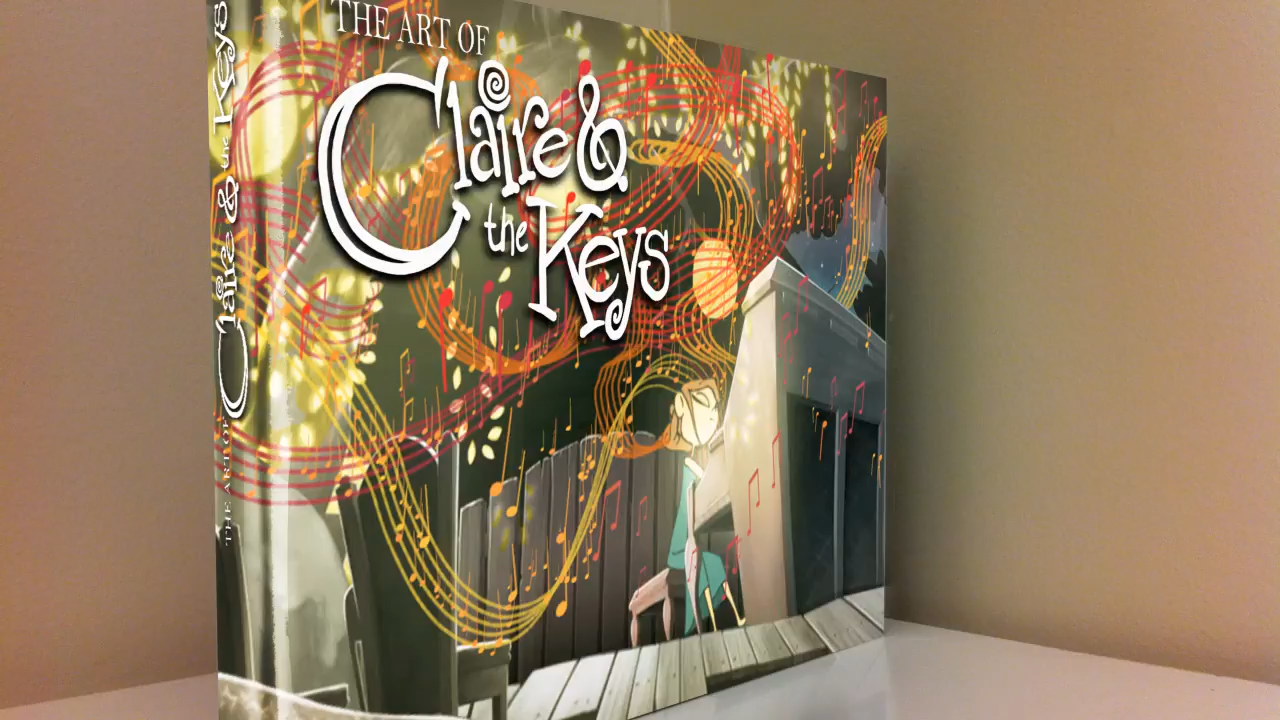 THE ART OF
Claire &
the Keys
THE ART OF Claire & the Keys